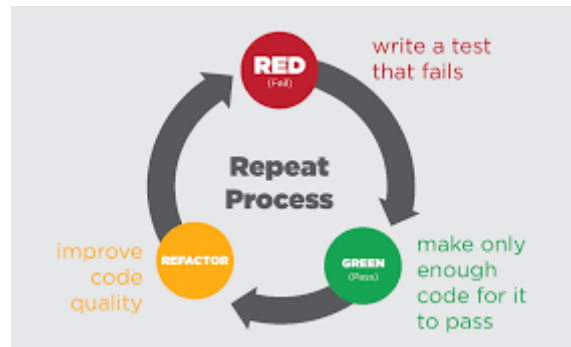 RED
(Fail)
write a test
that fails
Repeat
Process
REFACTOR
improve
code
quality
GREEN
(Pass)
make only
enough
code for it
to pass